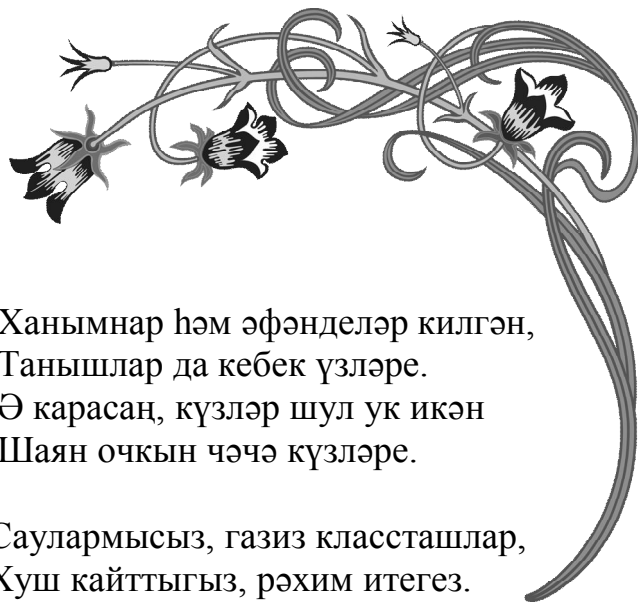 Ханымнар һәм әфәнделәр килгән,
Танышлар да кебек үзләре.
Ә карасаң, күзләр шул ук икән
Шаян очкын чәчә күзләре.
Саулармысыз, газиз классташлар,
Хуш кайттыгыз, рәхим итегез.